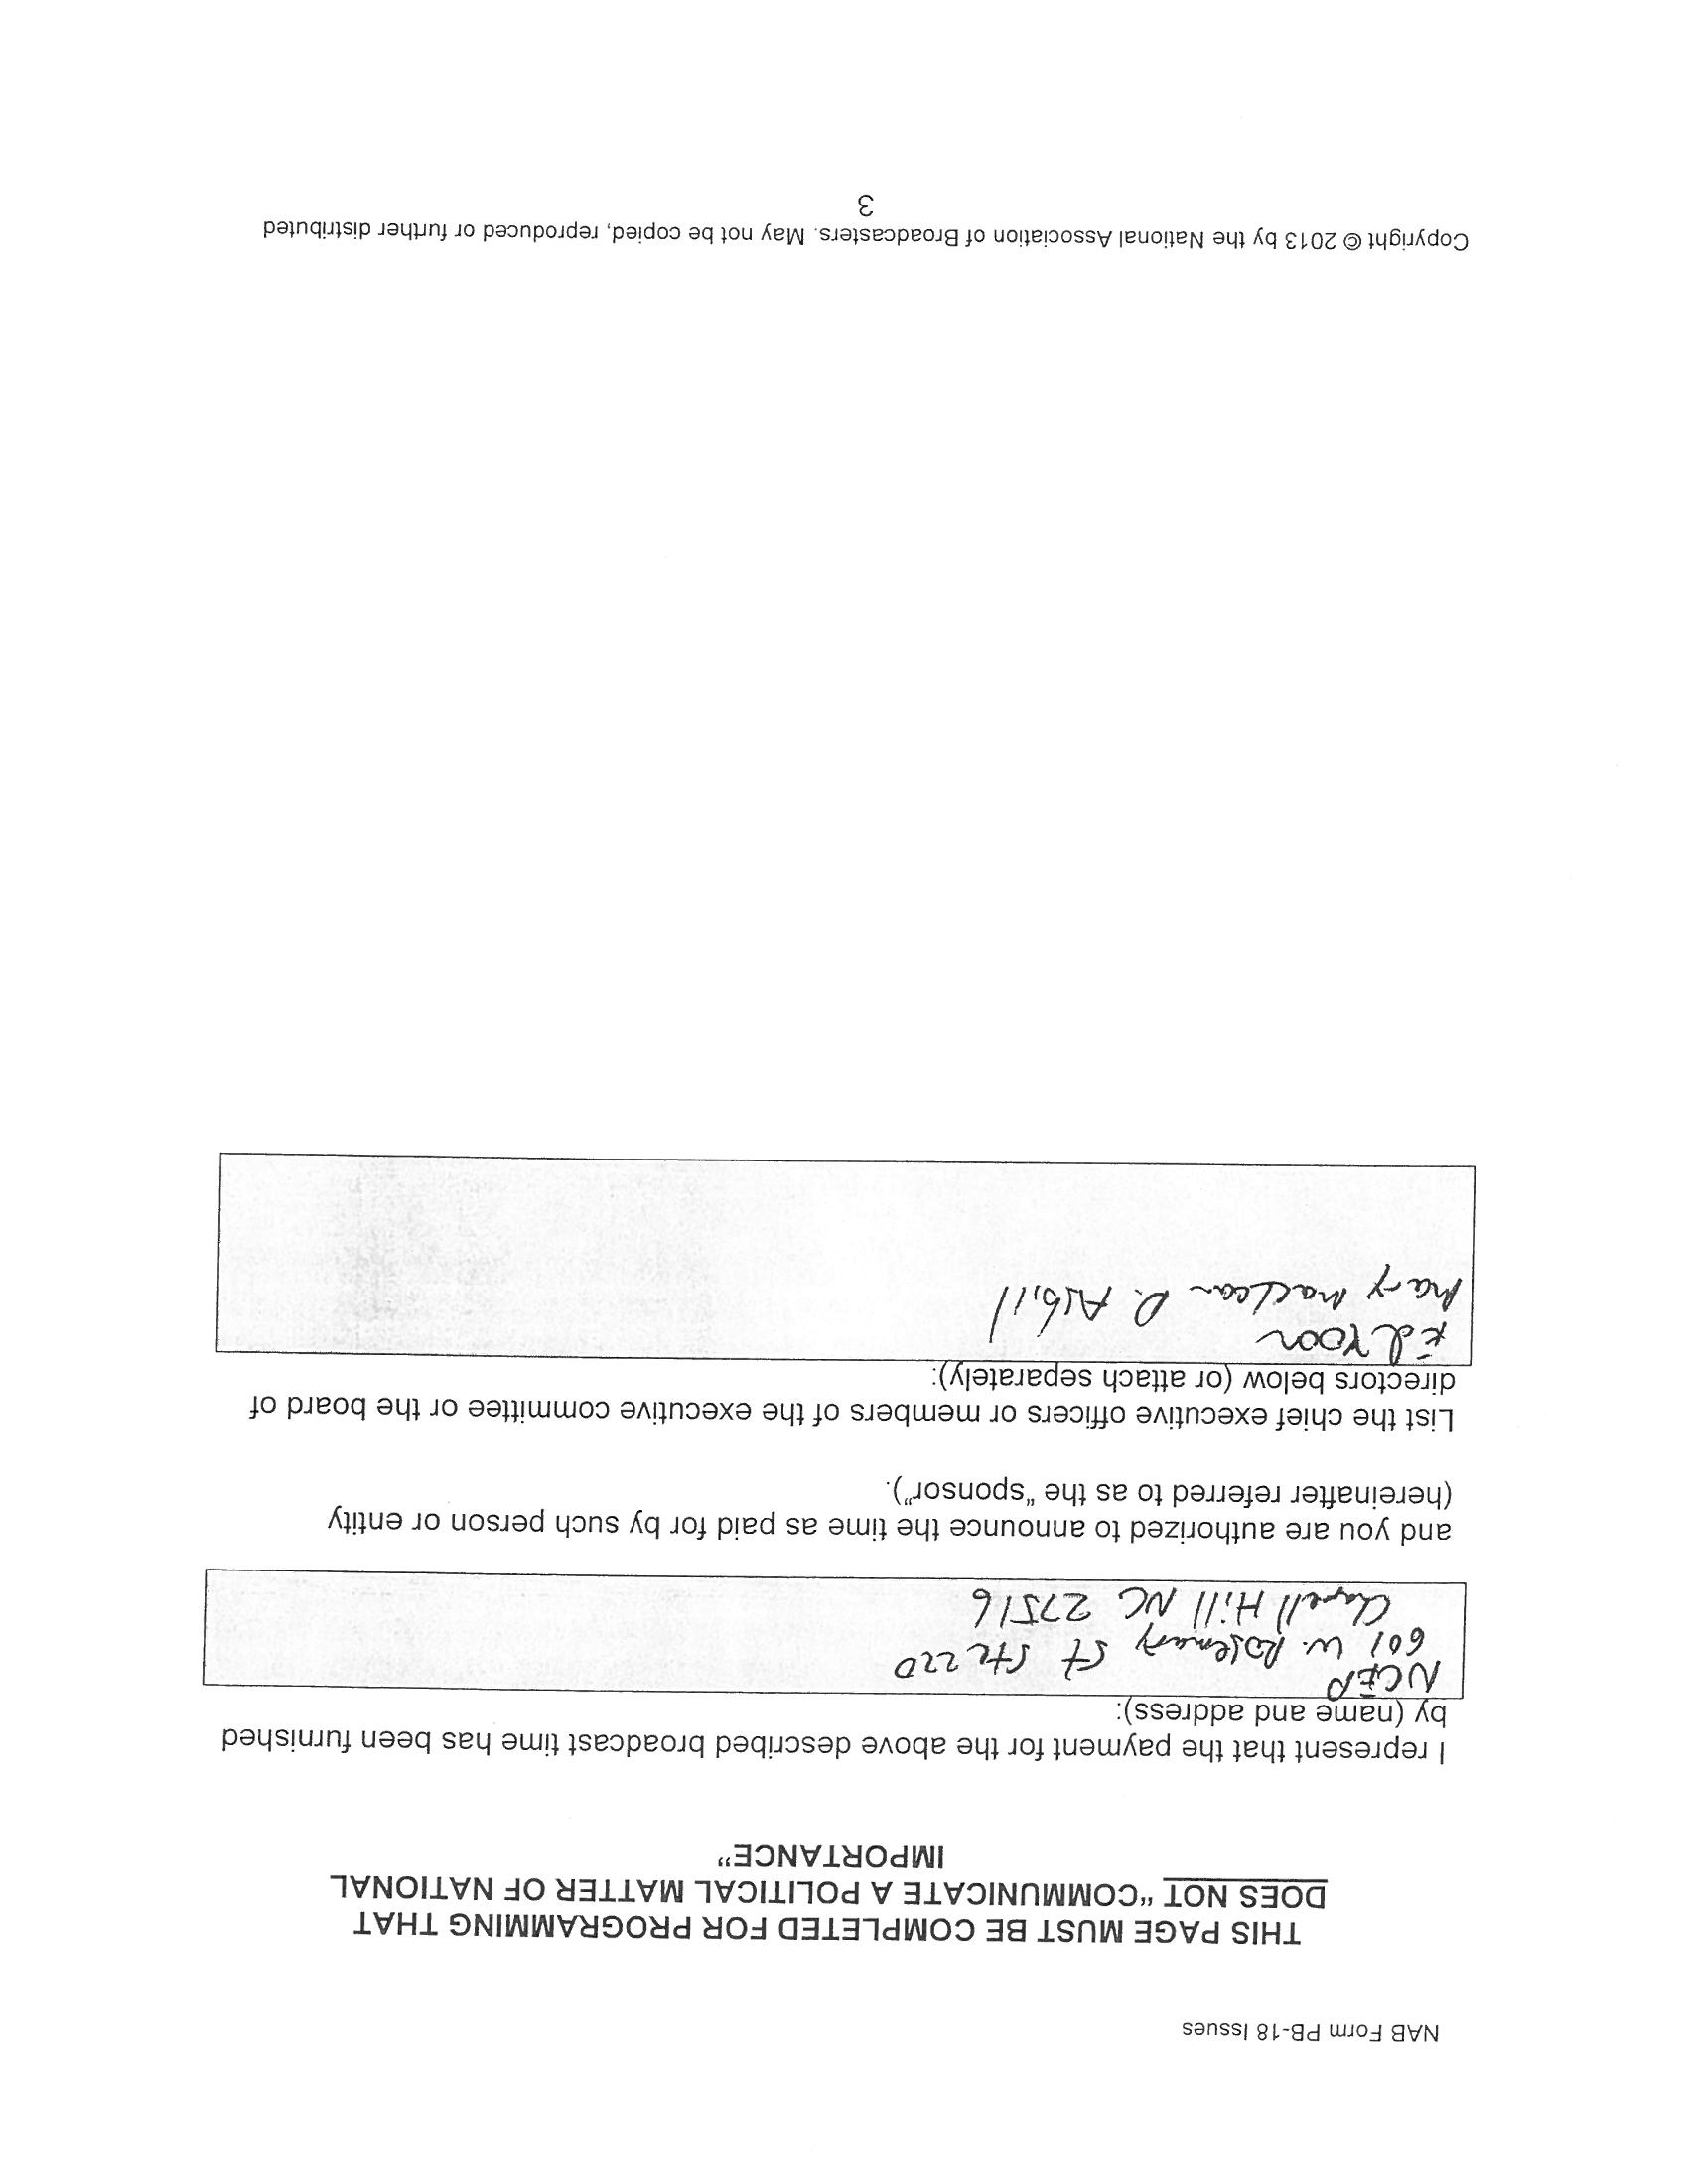 NAB Form PB-18 Issues
THIS PAGE MUST BE COMPLETED FOR PROGRAMMING THAT
DOES NOT "COMMUNICATE A POLITICAL MATTER OF NATIONAL
IMPORTANCE"
I represent that the payment for the above described broadcast time has been furnished
by (name and address):
NCEP
601 W. Rosemary St Ste 220
Chapell Hill NC 27516
and you are authorized to announce the time as paid for by such person or entity
(hereinafter referred to as the "sponsor").
List the chief executive officers or members of the executive committee or the board of
directors below (or attach separately):
Ed Yoon
Mary Maclean D. Asbill
Copyright © 2013 by the National Association of Broadcasters. May not be copied, reproduced or further distributed
3